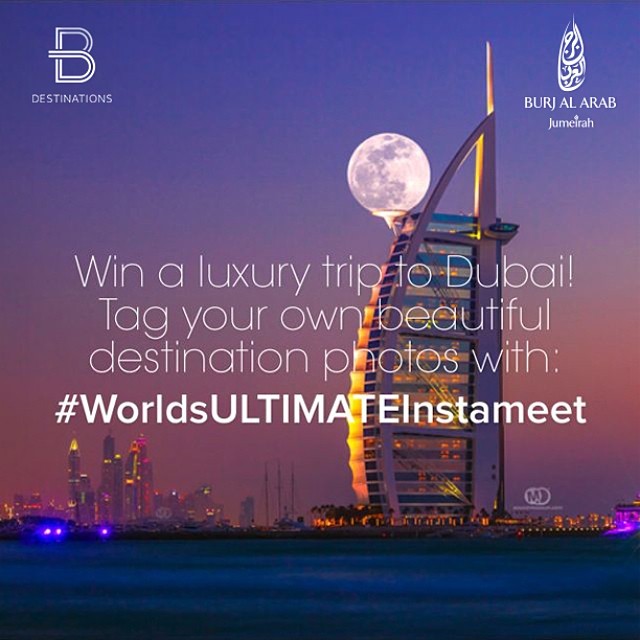 B
DESTINATIONS
BURJ AL ARAB
Jumeirah
Win a luxury trip to Dubai!
Tag your own beautiful
destination photos with:
#WorldsULTIMATEInstameet